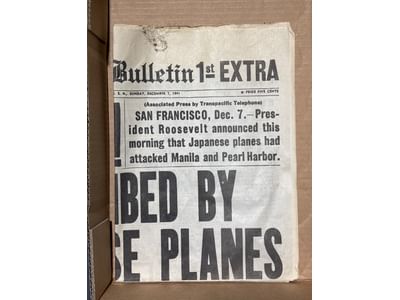 Bulletin 1st EXTRA
S. A., SUNDAY, DECEMBER 7, 1941 ★ PRICE FIVE CENTS
(Associated Press by Transpacific Telephone)
SAN FRANCISCO, Dec. 7.—Pres-
ident Roosevelt announced this
morning that Japanese planes had
attacked Manila and Pearl Harbor.
!
BED BY
SE PLANES